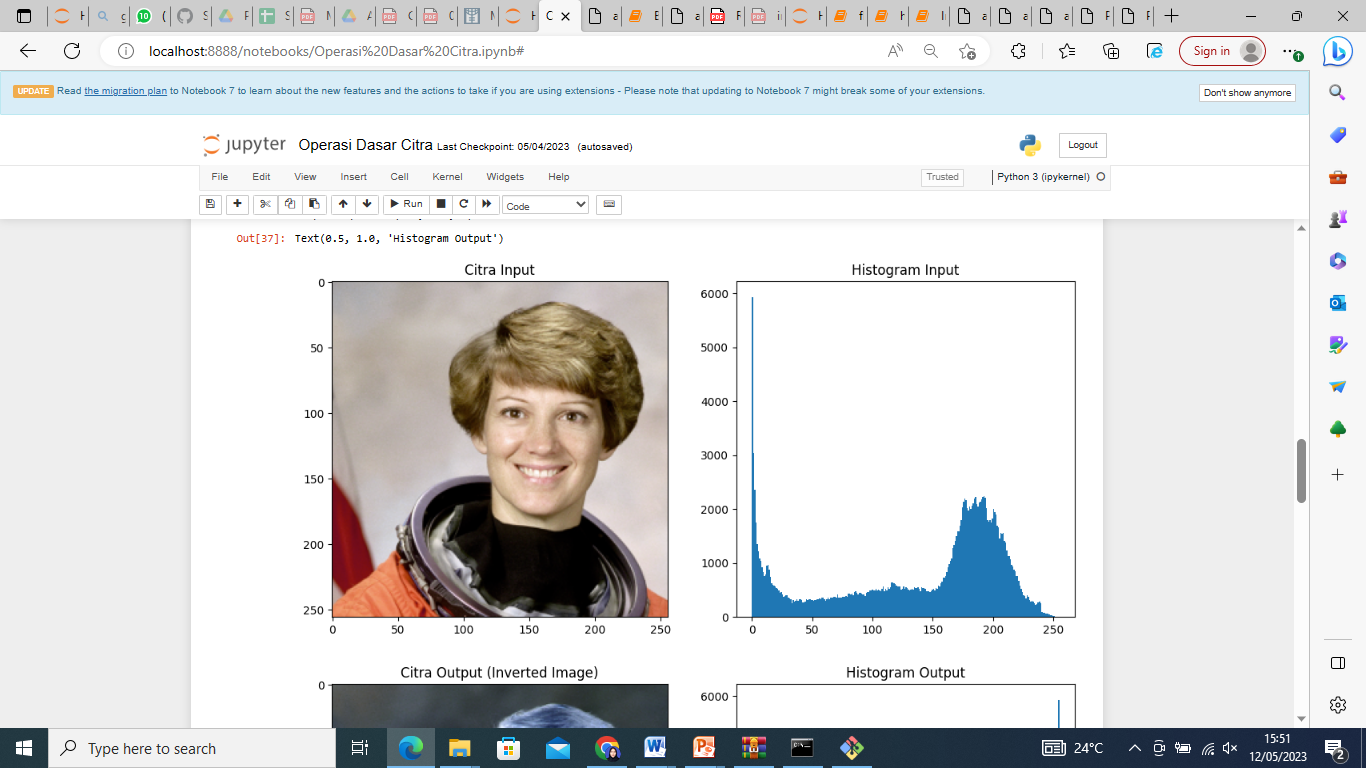 localhost:8888/notebooks/Operasi%20Dasar%20Citra.ipynb#
Sign in
UPDATE Read the migration plan to Notebook 7 to learn about the new features and the actions to take if you are using extensions - Please note that updating to Notebook 7 might break some of your extensions.
Don't show anymore
jupyter Operasi Dasar Citra Last Checkpoint: 05/04/2023 (autosaved)
Logout
File Edit View Insert Cell Kernel Widgets Help
Trusted
Python 3 (ipykernel)
Run
Code
Out[37]: Text(0.5, 1.0, 'Histogram Output')
Citra Input
0
50
100
150
200
250
0 50 100 150 200 250
Histogram Input
6000
5000
4000
3000
2000
1000
0
0 50 100 150 200 250
Citra Output (Inverted Image)
0
Histogram Output
6000
Type here to search
24°C
15:51
12/05/2023
2